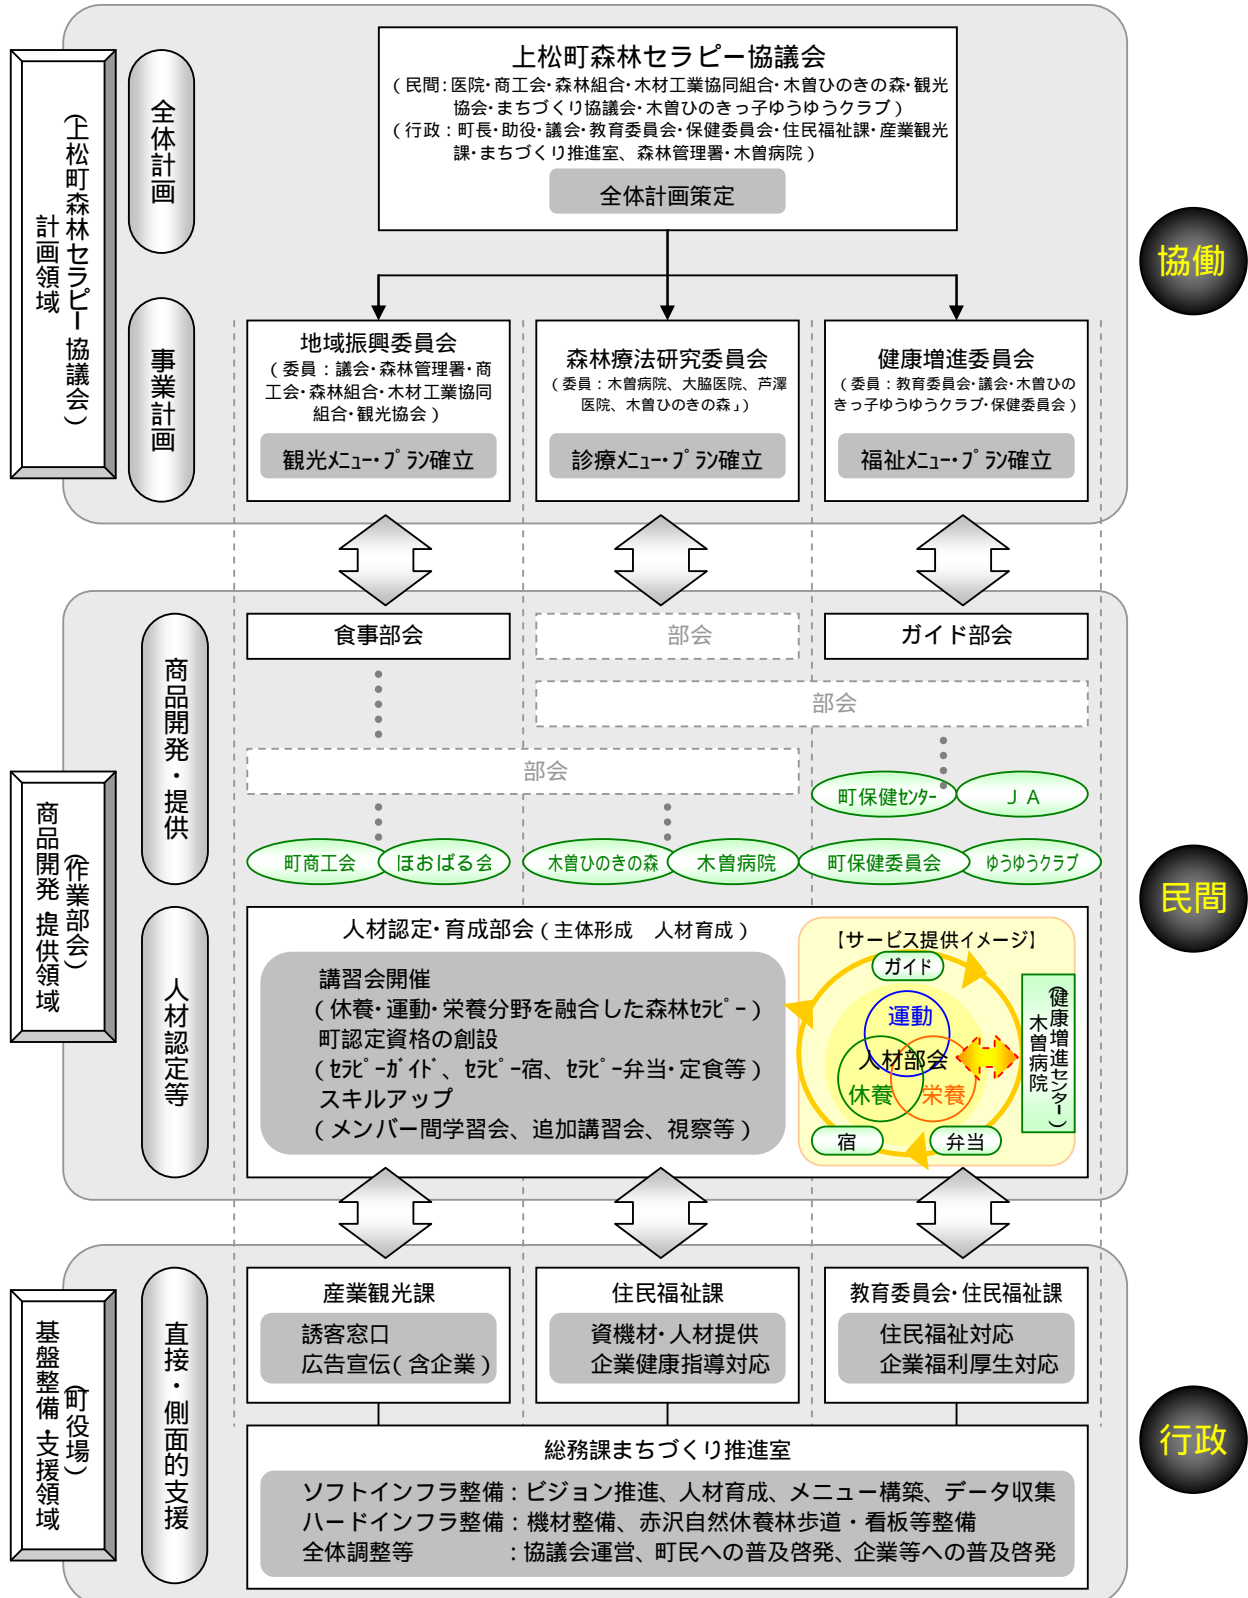 上松町森林セラピー協議会
（民間：医院・商工会・森林組合・木材工業協同組合・木曽ひのきの森・観光
協会・まちづくり協議会・木曽ひのきっ子ゆうゆうクラブ）
（行政：町長・助役・議会・教育委員会・保健委員会・住民福祉課・産業観光
課・まちづくり推進室、森林管理署・木曽病院）
全体計画策定
計画領域
（上松町森林セラピー協議会）
全体計画
事業計画
協働
地域振興委員会
（委員：議会・森林管理署・商
工会・森林組合・木材工業協同
組合・観光協会）
観光ﾒﾆｭｰ・ﾌﾟﾗﾝ確立
森林療法研究委員会
（委員：木曽病院、大脇医院、芦澤
医院、木曽ひのきの森」）
診療ﾒﾆｭｰ・ﾌﾟﾗﾝ確立
健康増進委員会
（委員：教育委員会・議会・木曽ひの
きっ子ゆうゆうクラブ・保健委員会）
福祉ﾒﾆｭｰ・ﾌﾟﾗﾝ確立
商品開発・提供領域
（作業部会）
商品開発・提供
人材認定等
民間
食事部会
部会
ガイド部会
部会
部会
町保健ｾﾝﾀｰ
ＪＡ
町商工会
ほおばる会
木曽ひのきの森
木曽病院
町保健委員会
ゆうゆうクラブ
人材認定・育成部会（主体形成　人材育成）
講習会開催
（休養・運動・栄養分野を融合した森林ｾﾗﾋﾟｰ）
町認定資格の創設
（ｾﾗﾋﾟｰｶﾞｲﾄﾞ、ｾﾗﾋﾟｰ宿、ｾﾗﾋﾟｰ弁当・定食等）
スキルアップ
（メンバー間学習会、追加講習会、視察等）
【サービス提供イメージ】
ガイド
運動
人材部会
休養
栄養
宿
弁当
木曽病院
（健康増進センター）
基盤整備・支援領域
（町役場）
直接・側面的支援
行政
産業観光課
誘客窓口
広告宣伝（含企業）
住民福祉課
資機材・人材提供
企業健康指導対応
教育委員会・住民福祉課
住民福祉対応
企業福利厚生対応
総務課まちづくり推進室
ソフトインフラ整備：ビジョン推進、人材育成、メニュー構築、データ収集
ハードインフラ整備：機材整備、赤沢自然休養林歩道・看板等整備
全体調整等　　　　：協議会運営、町民への普及啓発、企業等への普及啓発